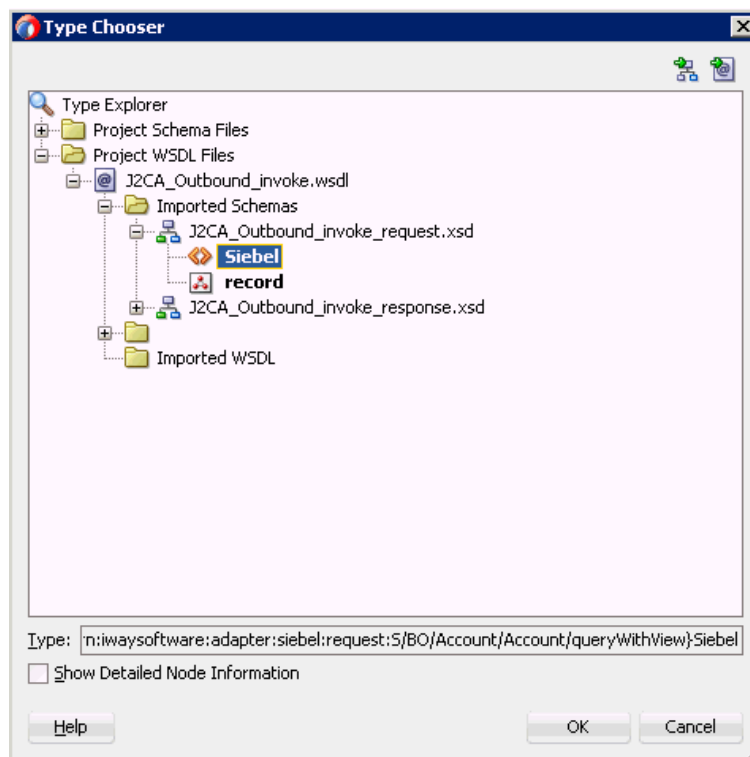 Type Chooser
Type Explorer
Project Schema Files
Project WSDL Files
J2CA_Outbound_invoke.wsdl
Imported Schemas
J2CA_Outbound_invoke_request.xsd
Siebel
record
J2CA_Outbound_invoke_response.xsd
Imported WSDL
Type: n:iwaysoftware:adapter:siebel:request:S/BO/Account/Account/queryWithView}Siebel
Show Detailed Node Information
Help OK Cancel